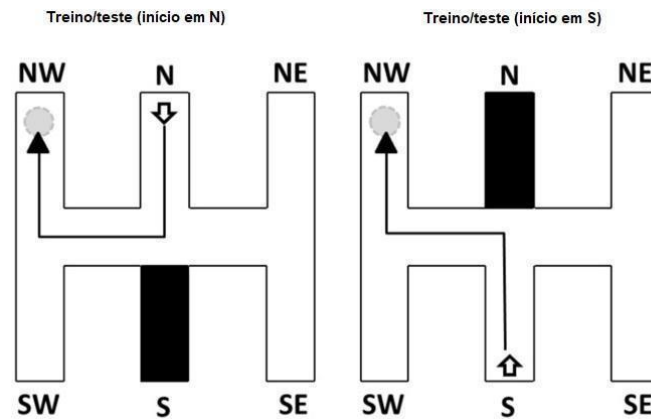 Treino/teste (início em N)
Treino/teste (início em S)
NW N NE
NW N NE
SW S SE
SW S SE